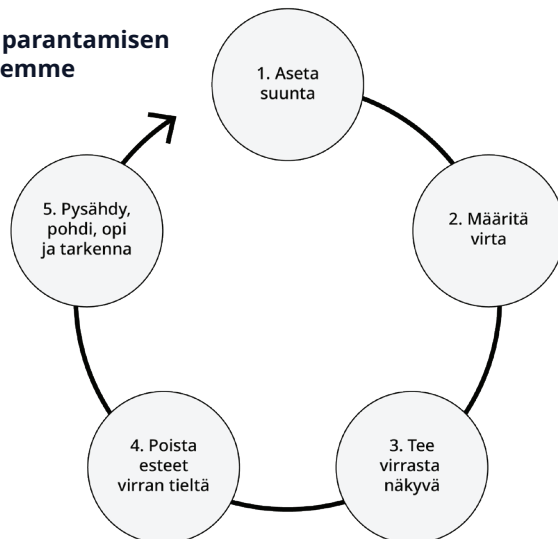 parantamisen
emme
1. Aseta
suunta
2. Määritä
virta
3. Tee
virrasta
näkyvä
4. Poista
esteet
virran tieltä
5. Pysähdy,
pohdi, opi
ja tarkenna